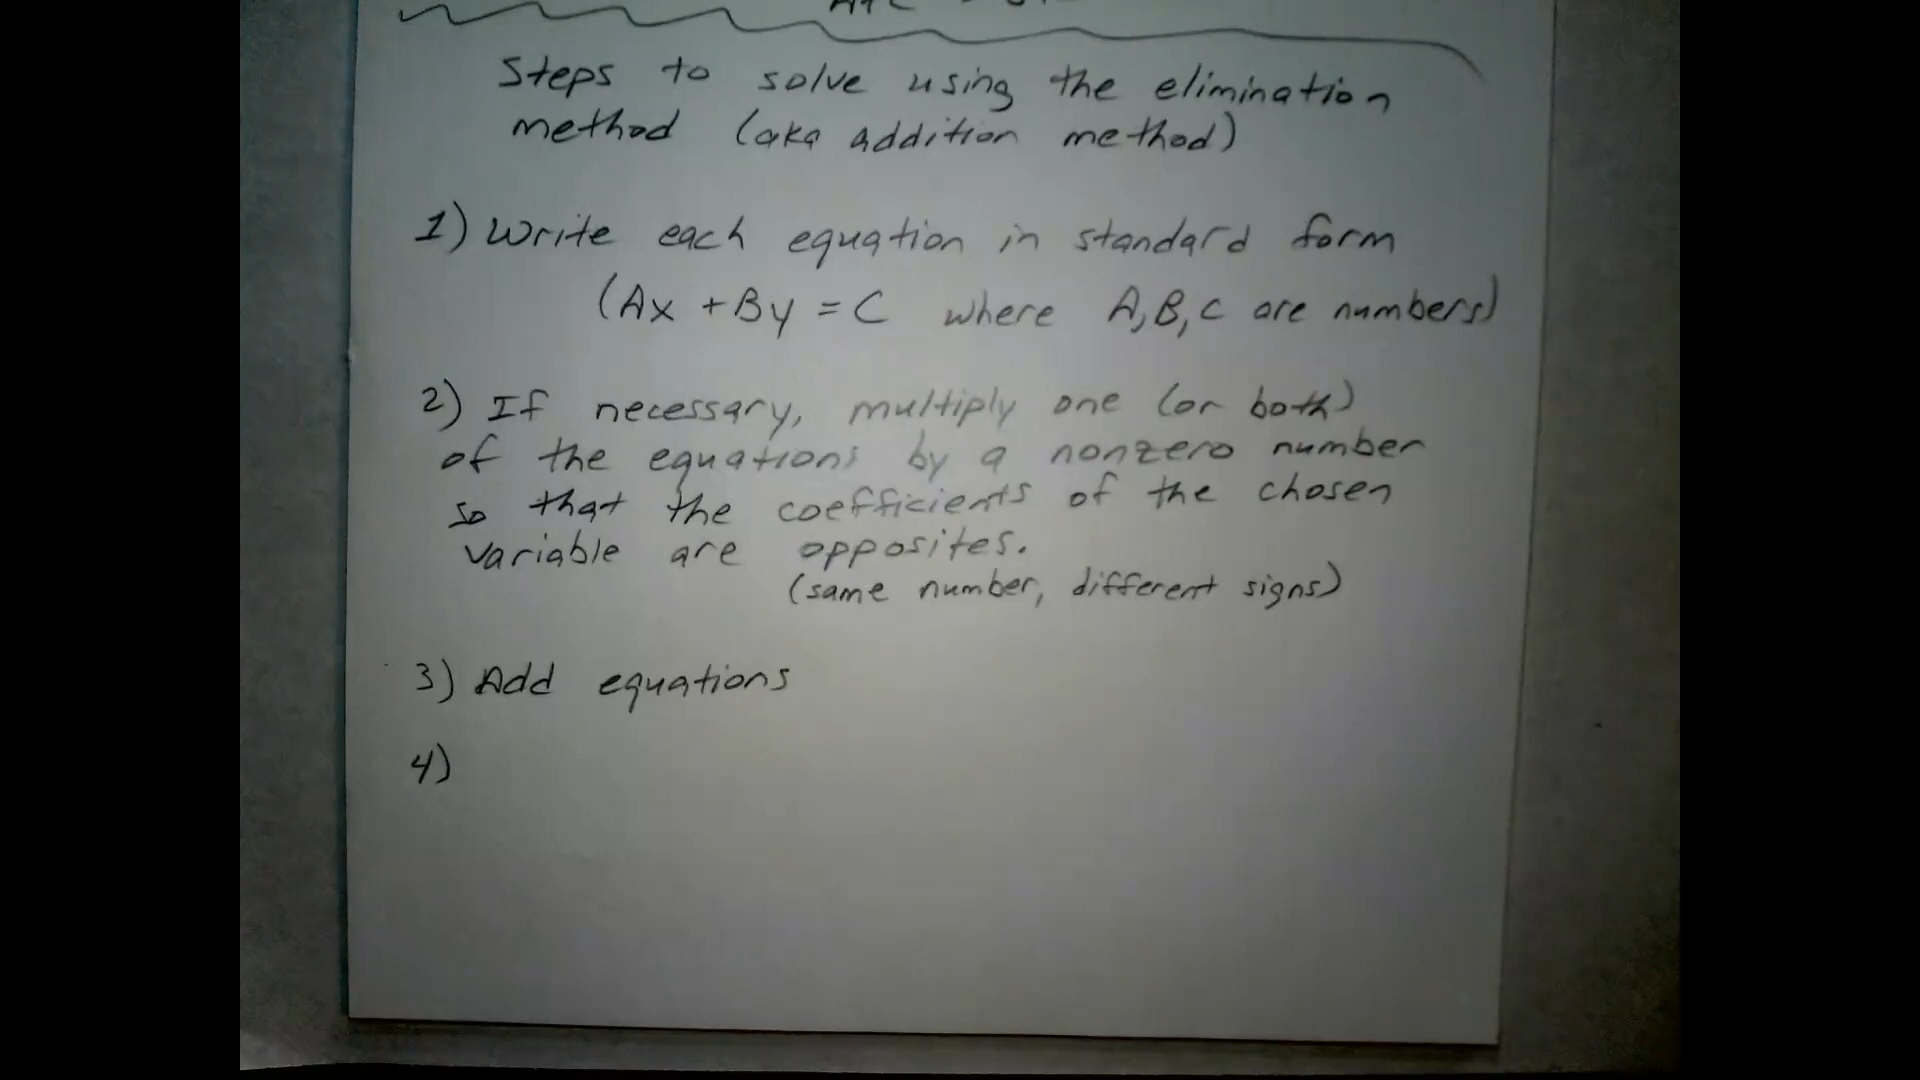 Steps to solve using the elimination
method (aka addition method)
1) Write each equation in standard form
(Ax + By = C where A, B, C are numbers)
2) If necessary, multiply one (or both)
of the equations by a nonzero number
so that the coefficients of the chosen
variable are opposites.
(same number, different signs)
3) Add equations
4)